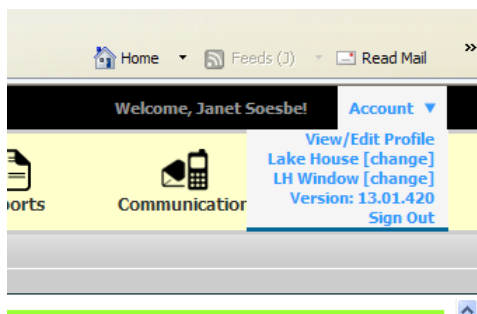 Home Feeds (J) Read Mail »
Welcome, Janet Soesbe! Account ▼
View/Edit Profile
Lake House [change]
LH Window [change]
Version: 13.01.420
Sign Out
ports Communication